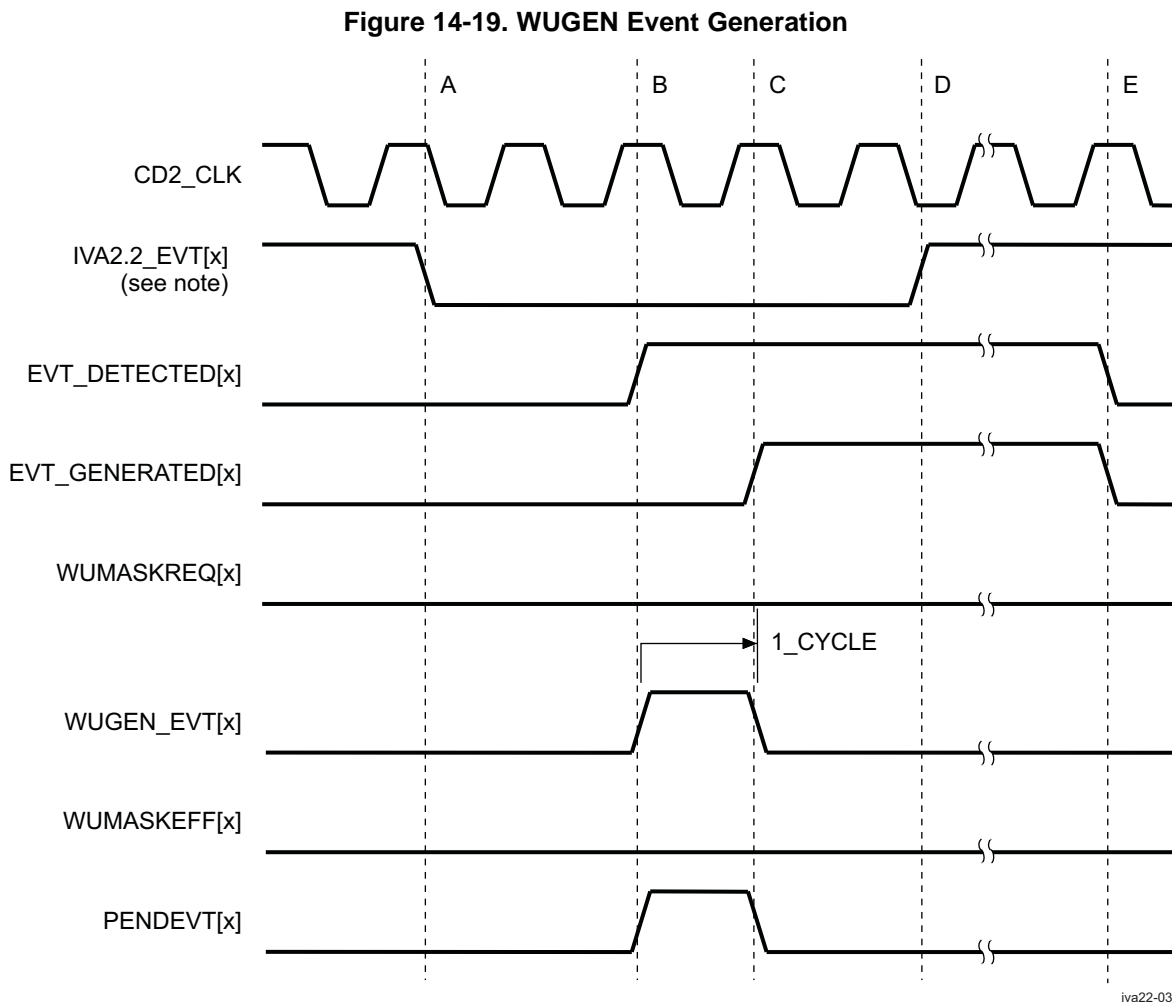 Figure 14-19. WUGEN Event Generation
A B C D E
CD2_CLK
IVA2.2_EVT[x]
(see note)
EVT_DETECTED[x]
EVT_GENERATED[x]
WUMASKREQ[x]
1_CYCLE
WUGEN_EVT[x]
WUMASKEFF[x]
PENDEVT[x]
iva22-03